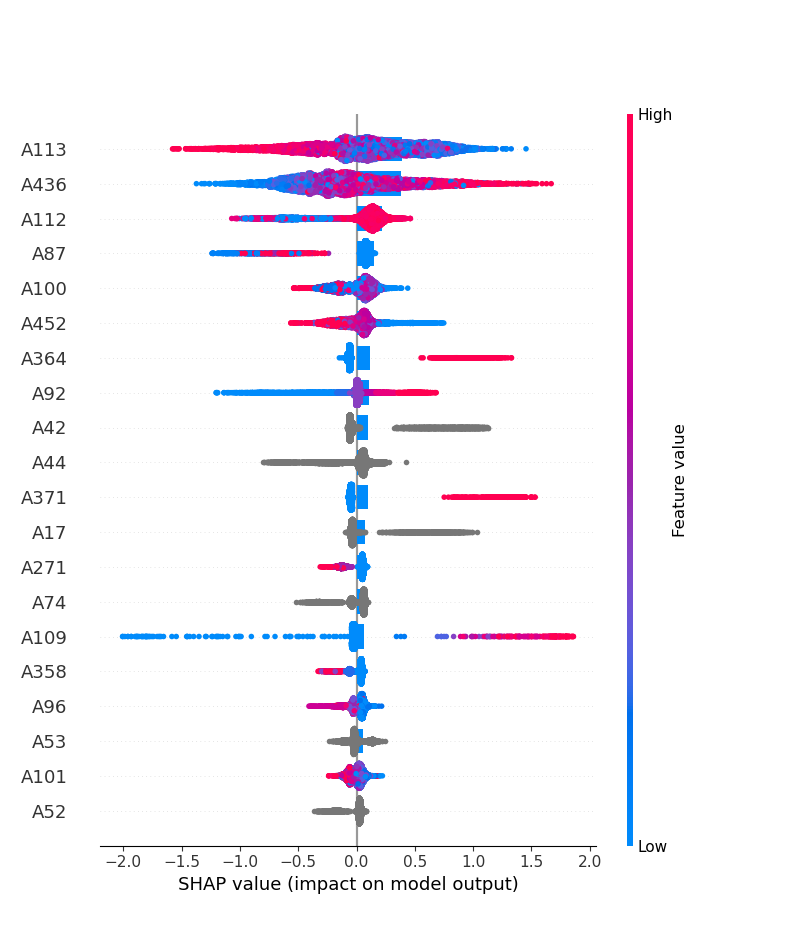 High
A113
A436
A112
A87
A100
A452
A364
A92
A42
A44
A371
A17
A271
A74
A109
A358
A96
A53
A101
A52
Feature value
Low
−2.0 −1.5 −1.0 −0.5 0.0 0.5 1.0 1.5 2.0
SHAP value (impact on model output)